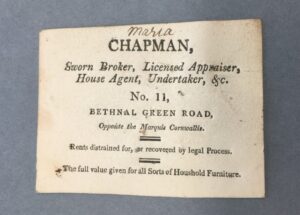 Maria
CHAPMAN,
Sworn Broker, Licensed Appraiser,
House Agent, Undertaker, &c.
No. 11,
BETHNAL GREEN ROAD,
Opposite the Marquis Cornwallis.
Rents distrained for, or recovered by legal Process.
The full value given for all Sorts of Houshold Furniture.